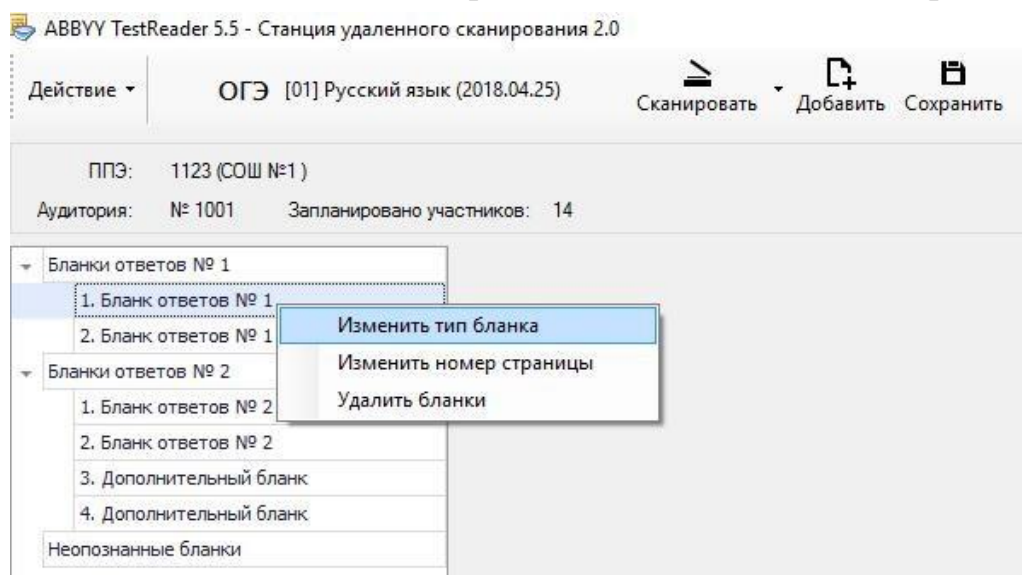 ABBYY TestReader 5.5 - Станция удаленного сканирования 2.0
Действие ОГЭ [01] Русский язык (2018.04.25) Сканировать Добавить Сохранить
ППЭ: 1123 (СОШ №1 )
Аудитория: № 1001 Запланировано участников: 14
Бланки ответов № 1
1. Бланк ответов № 1
Изменить тип бланка
2. Бланк ответов № 1
Изменить номер страницы
Бланки ответов № 2
Удалить бланки
1. Бланк ответов № 2
2. Бланк ответов № 2
3. Дополнительный бланк
4. Дополнительный бланк
Неопознанные бланки